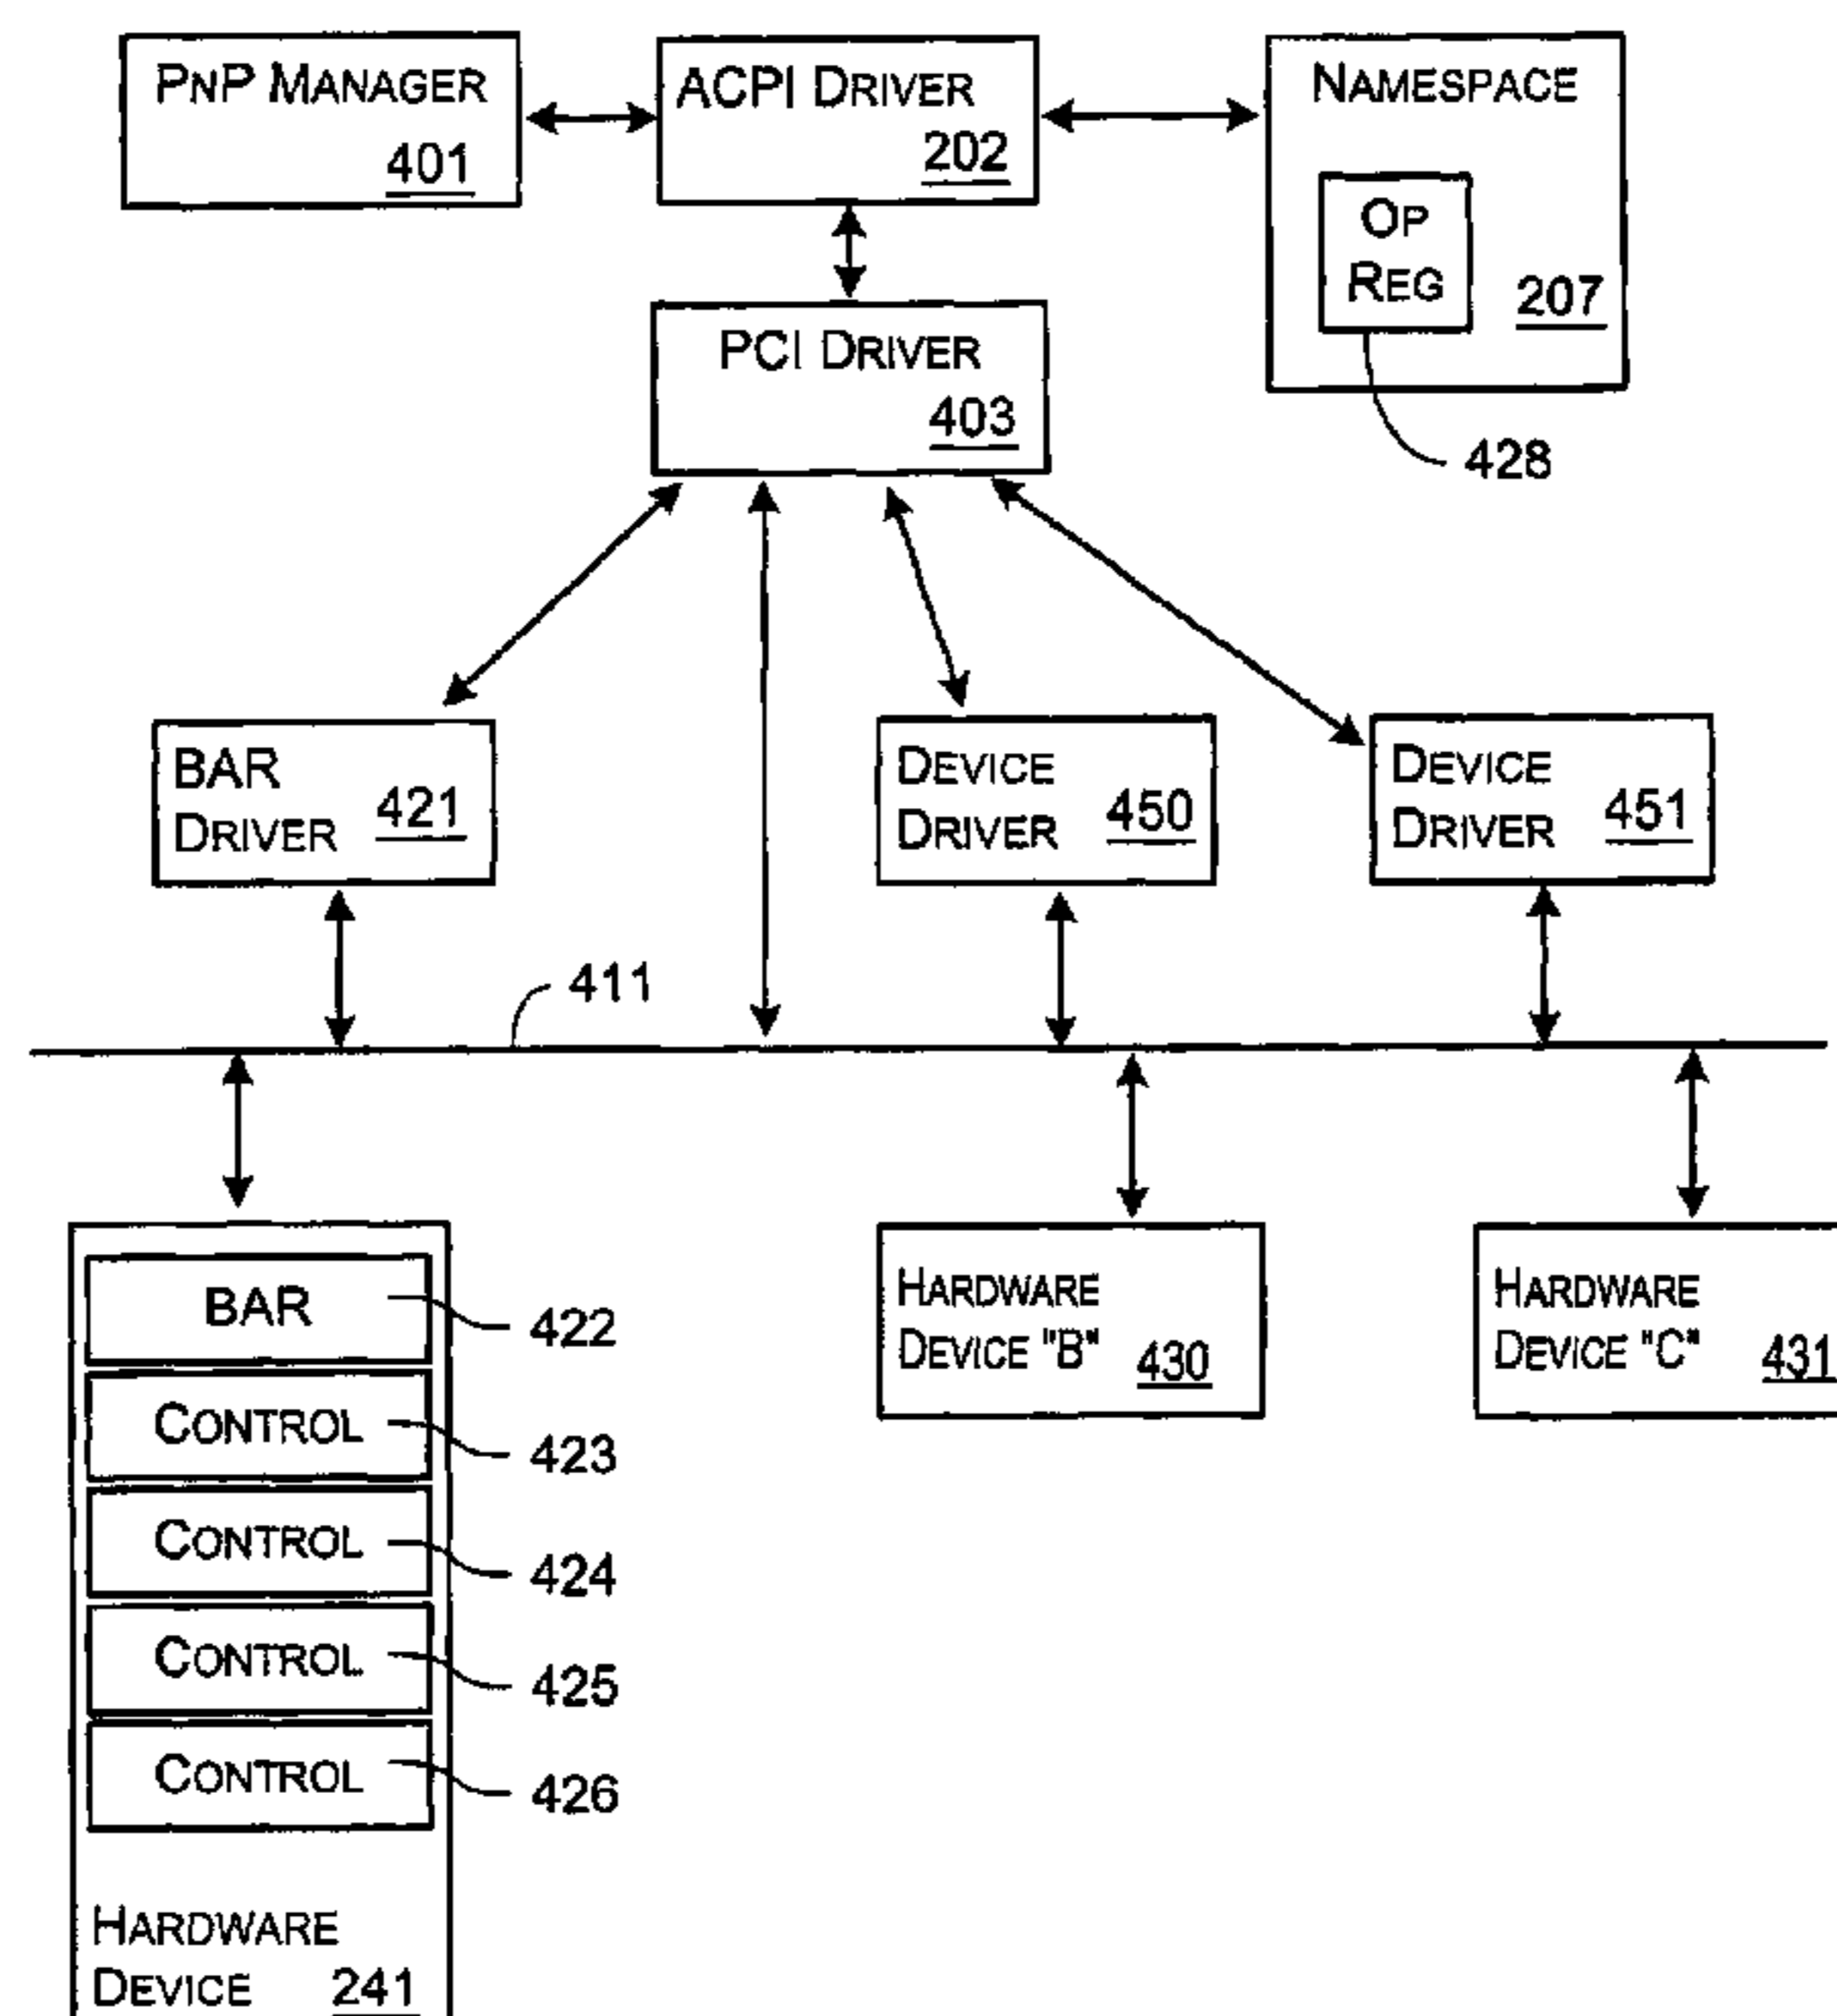 PNP MANAGER
401
ACPI DRIVER
202
NAMESPACE
OP
REG
207
428
PCI DRIVER
403
BAR
DRIVER
421
DEVICE
DRIVER
450
DEVICE
DRIVER
451
411
BAR
422
CONTROL
423
CONTROL
424
CONTROL
425
CONTROL
426
HARDWARE
DEVICE
241
HARDWARE
DEVICE "B"
430
HARDWARE
DEVICE "C"
431